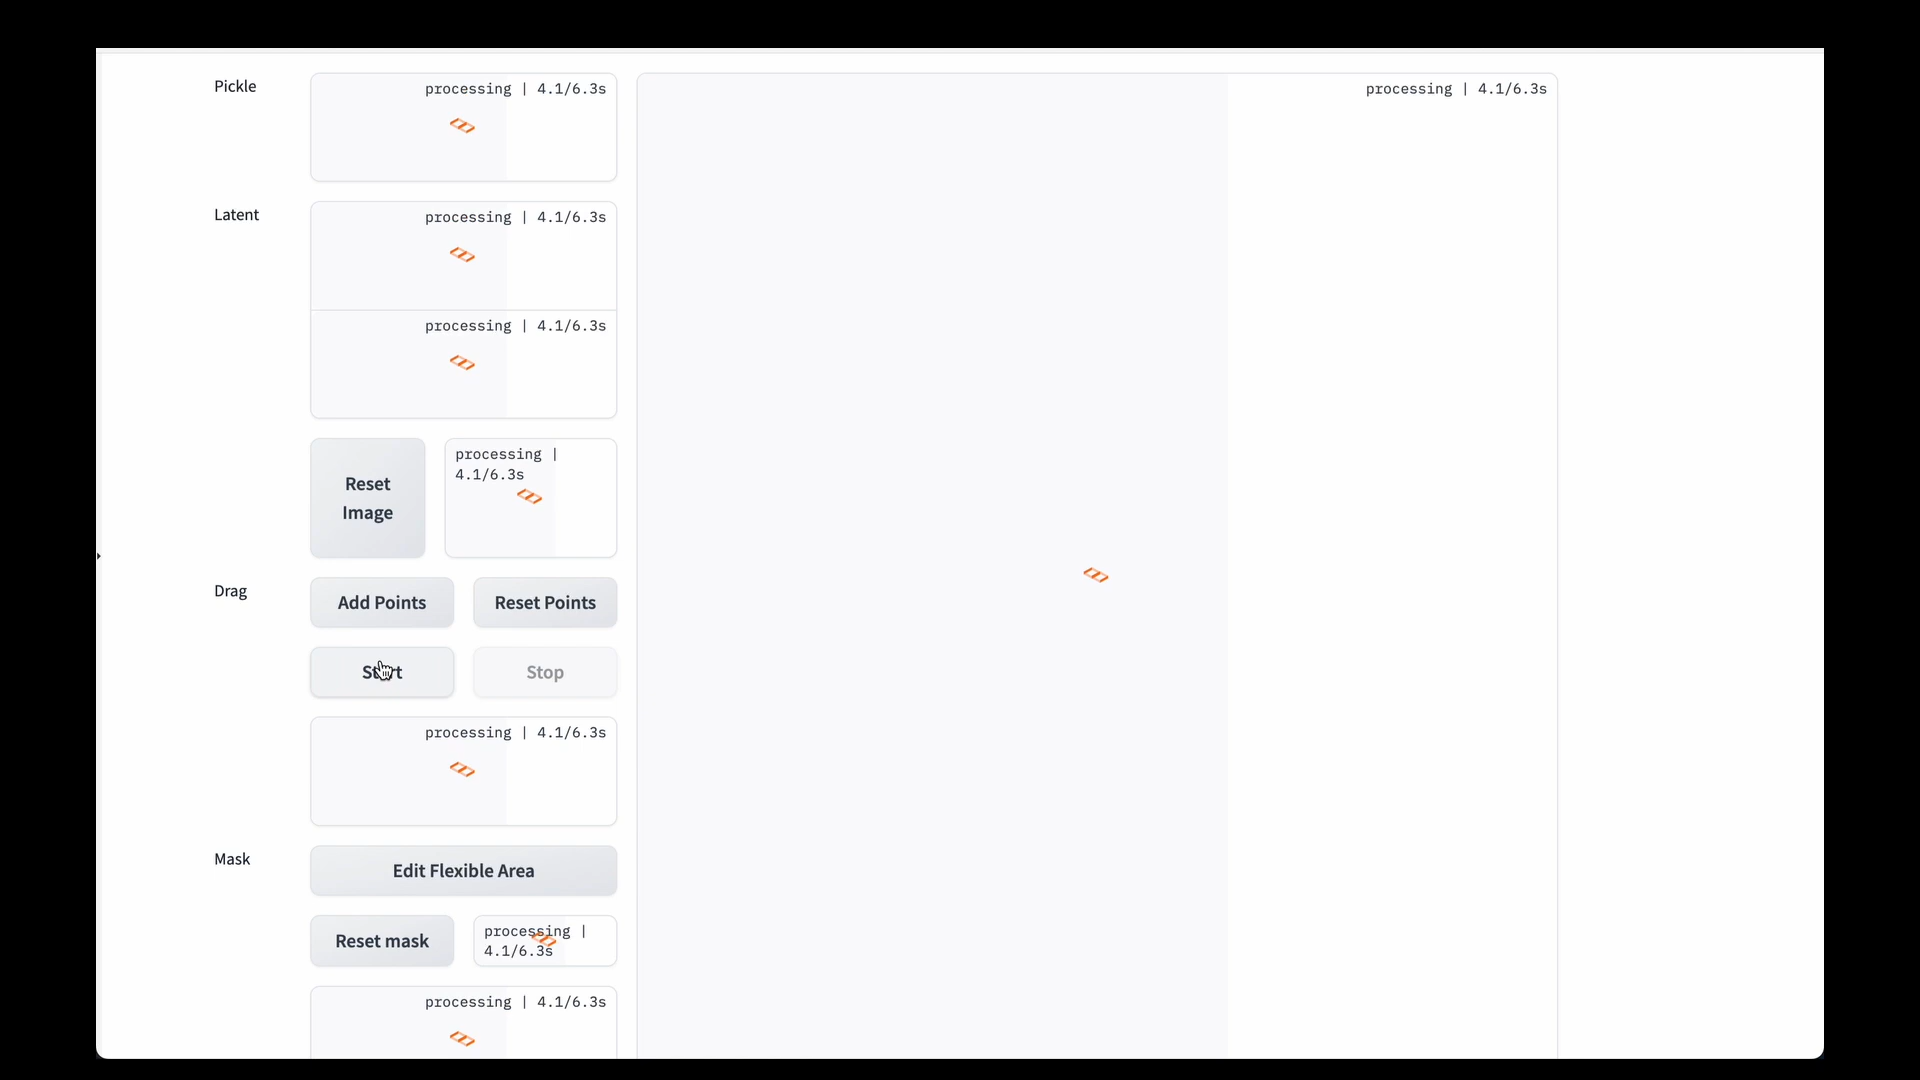 Pickle
processing | 4.1/6.3s
processing | 4.1/6.3s
Latent
processing | 4.1/6.3s
processing | 4.1/6.3s
Reset
Image
processing |
4.1/6.3s
Drag
Add Points
Reset Points
Start
Stop
processing | 4.1/6.3s
Mask
Edit Flexible Area
Reset mask
processing |
4.1/6.3s
processing | 4.1/6.3s